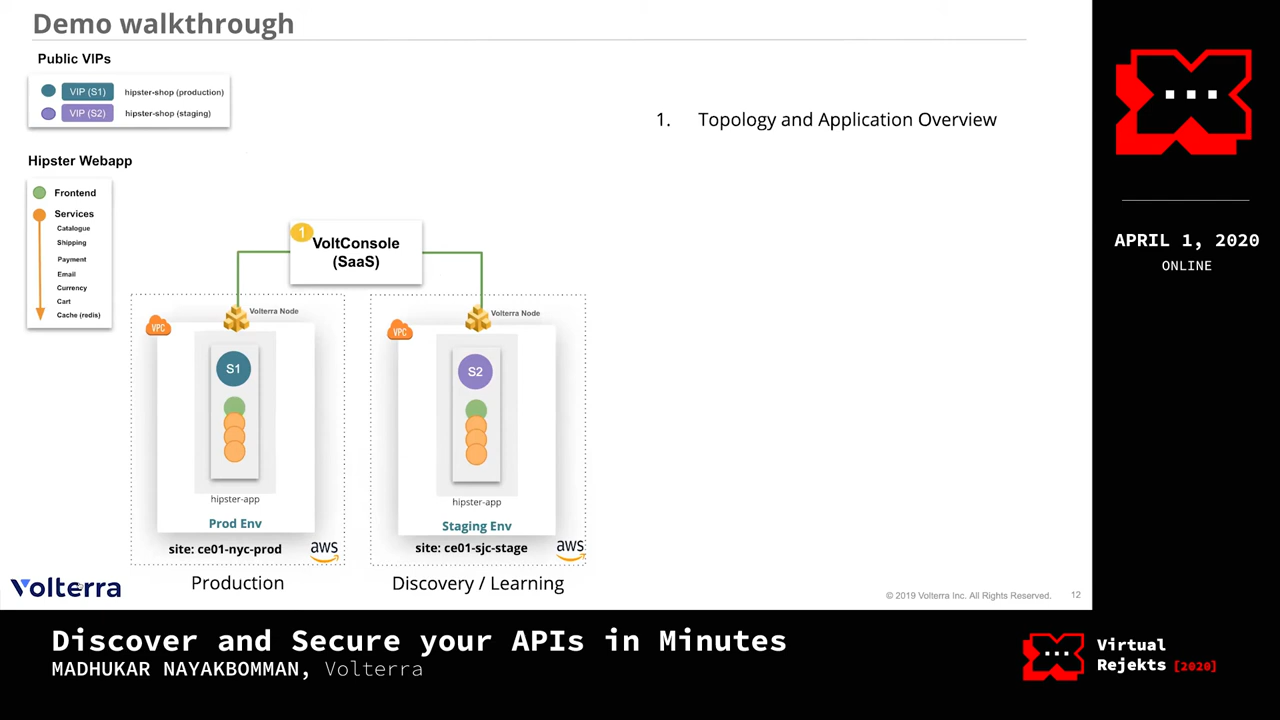 Demo walkthrough
Public VIPs
VIP (S1) hipster-shop (production)
VIP (S2) hipster-shop (staging)
1. Topology and Application Overview
Hipster Webapp
Frontend
Services
Catalogue
Shipping
Payment
Email
Currency
Cart
Cache (redis)
1
VoltConsole
(SaaS)
Volterra Node
Volterra Node
VPC
VPC
S1
S2
hipster-app
hipster-app
Prod Env
Staging Env
site: ce01-nyc-prod
aws
site: ce01-sjc-stage
aws
Production
Discovery / Learning
Volterra
© 2019 Volterra Inc. All Rights Reserved.
12
APRIL 1, 2020
ONLINE
Discover and Secure your APIs in Minutes
MADHUKAR NAYAKBOMMAN, Volterra
Virtual
Rejekts [2020]